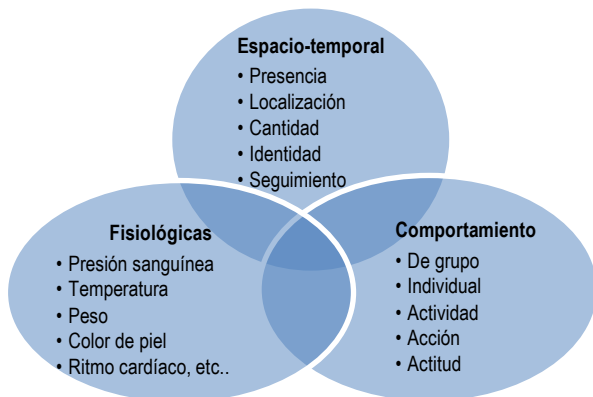 Espacio-temporal
• Presencia
• Localización
• Cantidad
• Identidad
• Seguimiento
Fisiológicas
• Presión sanguínea
• Temperatura
• Peso
• Color de piel
• Ritmo cardíaco, etc..
Comportamiento
• De grupo
• Individual
• Actividad
• Acción
• Actitud